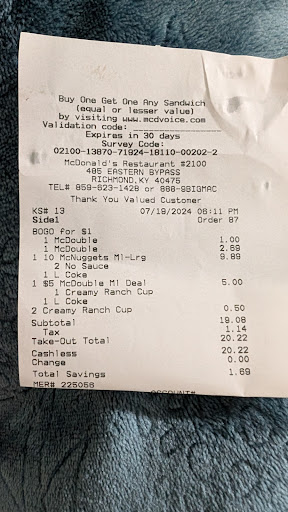 Buy One Get One Any Sandwich
(equal or lesser value)
by visiting www.mcdvoice.com
Validation code: 
Expires in 30 days
Survey Code:
02100-13870-71924-18110-00202-2
McDonald's Restaurant #2100
485 EASTERN BYPASS
RICHMOND,KY 40475
TEL# 859-623-1428 or 888-99IGMAC
Thank You Valued Customer
KS# 13 07/19/2024 06:11 PM
Side1 Order 87
BOGO for $1
1 McDouble 1.00
1 McDouble 2.69
1 10 McNuggets Ml-Lrg 9.89
2 No Sauce
1 L Coke
1 $5 McDouble Ml Deal 5.00
1 Creamy Ranch Cup
1 L Coke
2 Creamy Ranch Cup 0.50
Subtotal 19.08
Tax 1.14
Take-Out Total 20.22
Cashless 20.22
Change 0.00
Total Savings 1.69
MER# 225056
ACCOUNT#